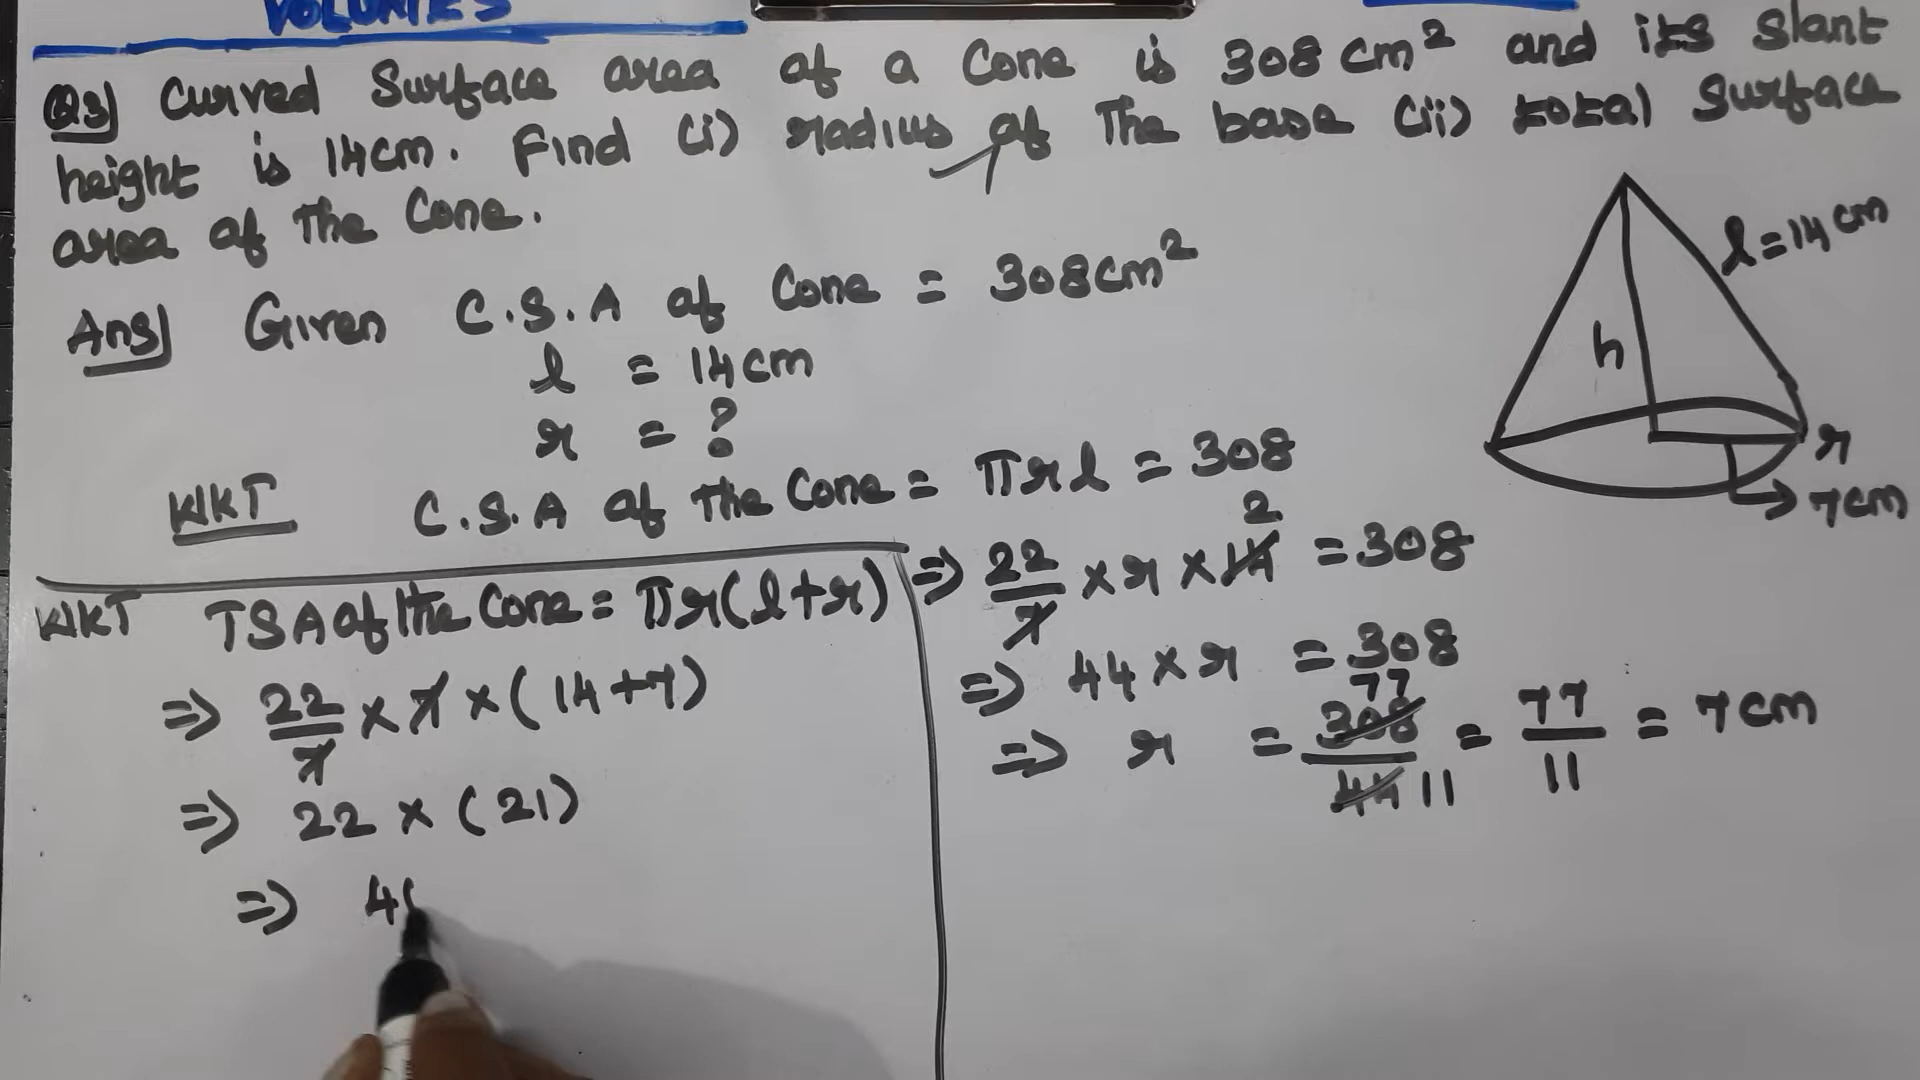 VOLUMES
Q3) Curved Surface area of a Cone is 308 cm² and its slant
height is 14cm. Find (i) radius of The base (ii) total surface
area of The Cone.
Ans) Given C.S.A of Cone = 308cm²
l = 14cm
r = ?
WKT C.S.A of The Cone = πrl = 308
⇒ 22/7 × r × 14 = 308
2
⇒ 44 × r = 308
⇒ r = 308/44 = 77/11 = 7cm
77
11
WKT TSA of the Cone = πr(l+r)
⇒ 22/7 × 7 × (14+7)
⇒ 22 × (21)
⇒ 4
l = 14 cm
h
r
→ 7cm